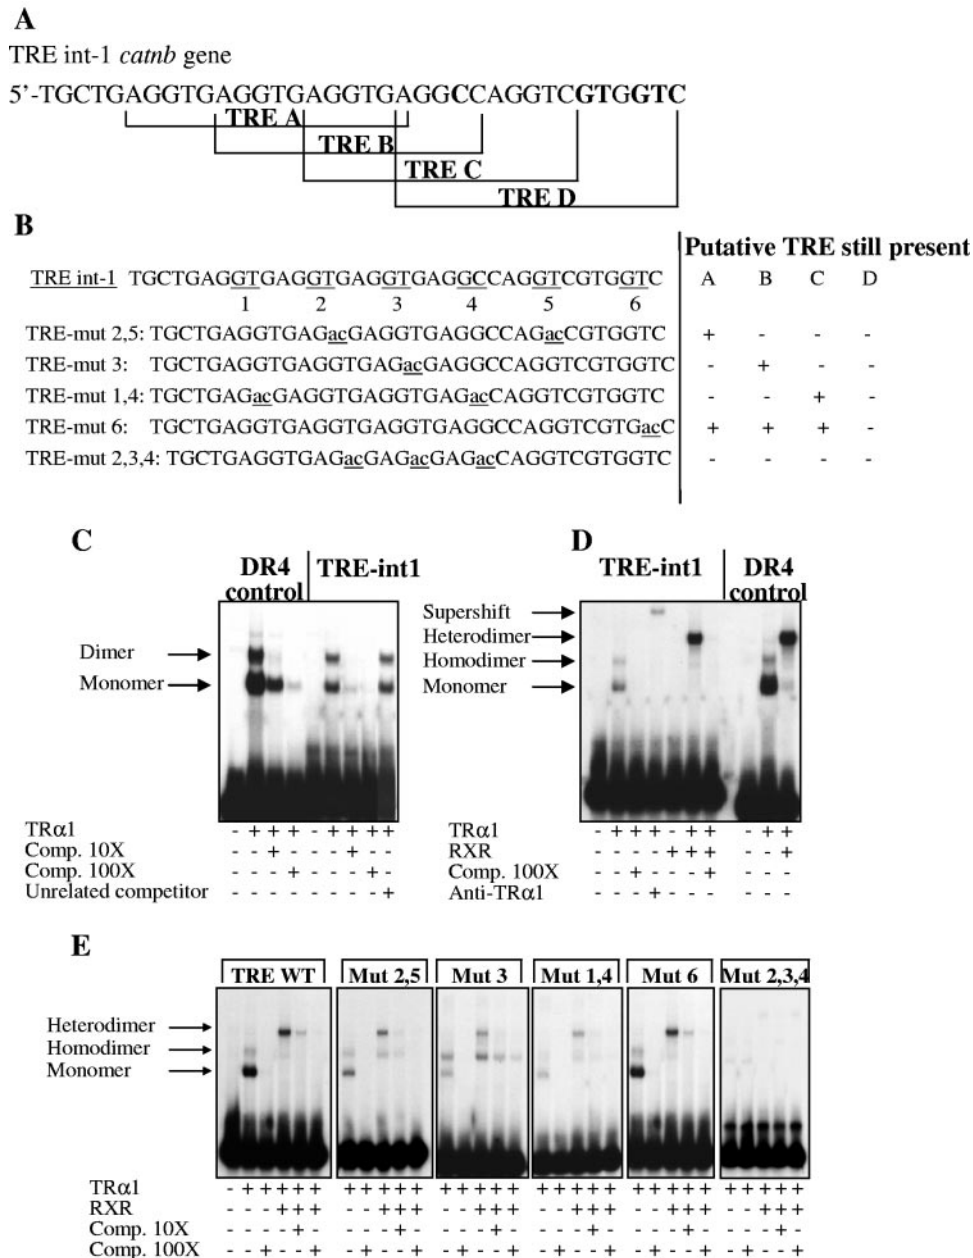 A
TRE int-1 catnb gene
5'-TGCTGAGGTGAGGTGAGGTGAGGCCAGGTCGTGGTC
TRE A
TRE B
TRE C
TRE D
B
Putative TRE still present
TRE int-1 TGCTGAGGTGAGGTGAGGTGAGGCCAGGTCGTGGTC A B C D
1 2 3 4 5 6
TRE-mut 2,5: TGCTGAGGTGAGacGAGGTGAGGCCAGacCGTGGTC + - - -
TRE-mut 3: TGCTGAGGTGAGGTGAGacGAGGCCAGGTCGTGGTC - + - -
TRE-mut 1,4: TGCTGAGacGAGGTGAGGTGAGacCAGGTCGTGGTC - - + -
TRE-mut 6: TGCTGAGGTGAGGTGAGGTGAGGCCAGGTCGTGacC + + + -
TRE-mut 2,3,4: TGCTGAGGTGAGacGAGacGAGacCAGGTCGTGGTC - - - -
C
DR4 control TRE-int1
Dimer
Monomer
TRα1 - + + + - + + + +
Comp. 10X - - + - - - + - -
Comp. 100X - - - + - - - + -
Unrelated competitor - - - - - - - - +
D
TRE-int1 DR4 control
Supershift
Heterodimer
Homodimer
Monomer
TRα1 - + + + - + + - + +
RXR - - - - + + + - - +
Comp. 100X - - + - - - + - - -
Anti-TRα1 - - - + - - - - - -
E
TRE WT Mut 2,5 Mut 3 Mut 1,4 Mut 6 Mut 2,3,4
Heterodimer
Homodimer
Monomer
TRα1 - + + + + + + + + + + + + + + + + + + + + + + + + + + + + + +
RXR - - - + + + - - + + + - - + + + - - + + + - - + + + - - + + +
Comp. 10X - - - - + - - - - + - - - - + - - - - + - - - - + - - - - + -
Comp. 100X - - + - - + - + - - + - + - - + - + - - + - + - - + - + - - +